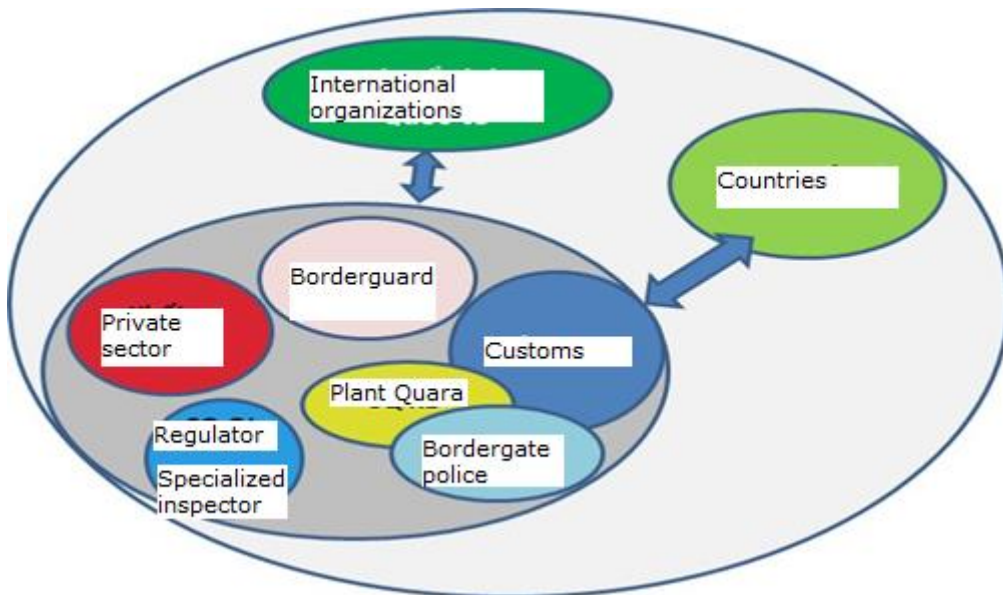 International
organizations
Countries
Borderguard
Private
sector
Customs
Plant Quara
Regulator
Bordergate
police
Specialized
inspector